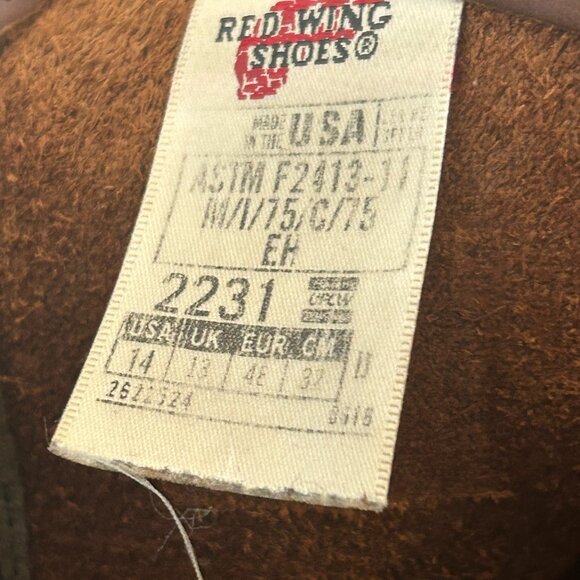 RED WING
SHOES®
MADE
IN THE USA
ASTM F2413-11
M/I/75/C/75
EH
2231
UFCW
USA UK EUR CM
14 13 48 32 D